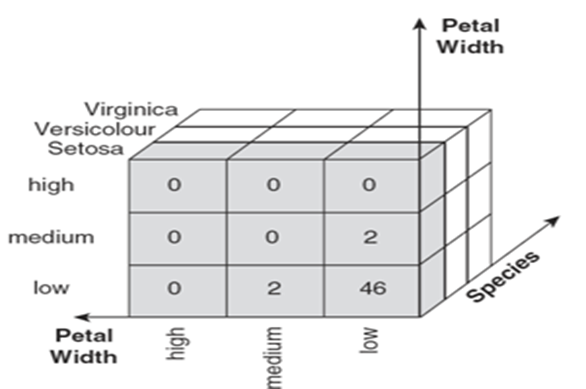 Petal
Width
Virginica
Versicolour
Setosa
high 0 0 0
medium 0 0 2
low 0 2 46
Species
Petal
Width
high
medium
low